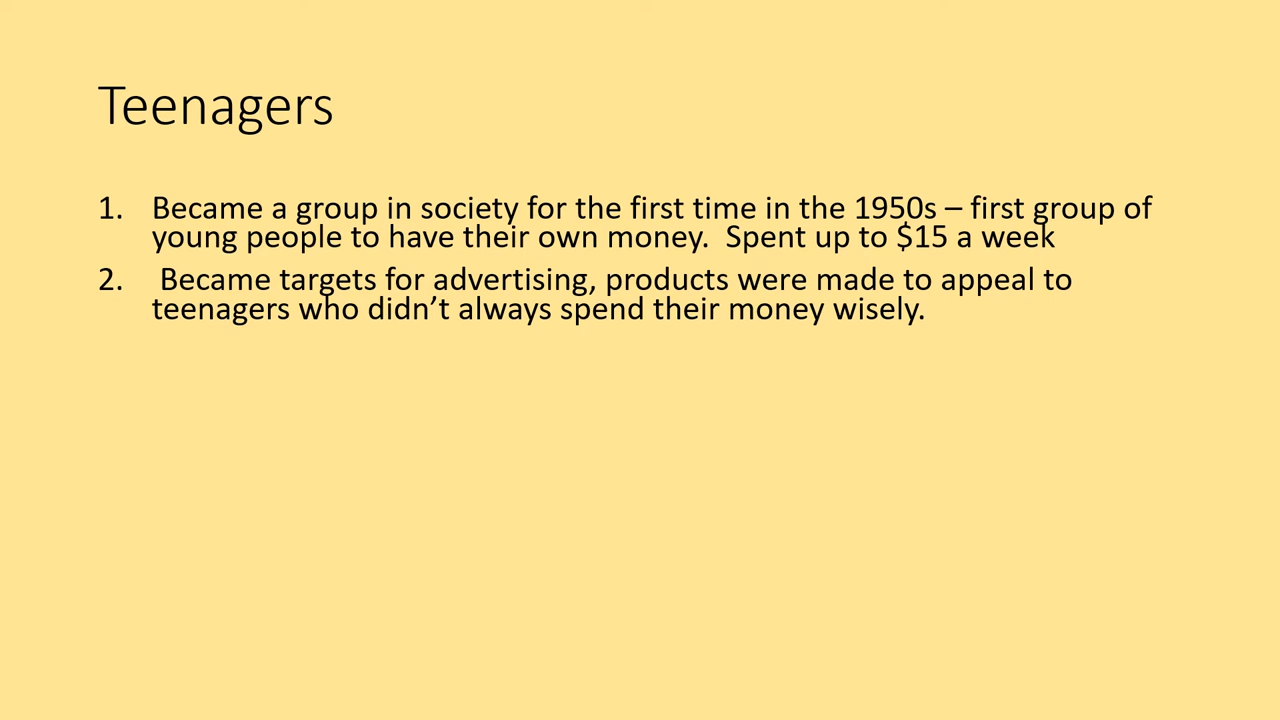 Teenagers
1. Became a group in society for the first time in the 1950s – first group of
young people to have their own money.  Spent up to $15 a week
2.  Became targets for advertising, products were made to appeal to
teenagers who didn’t always spend their money wisely.